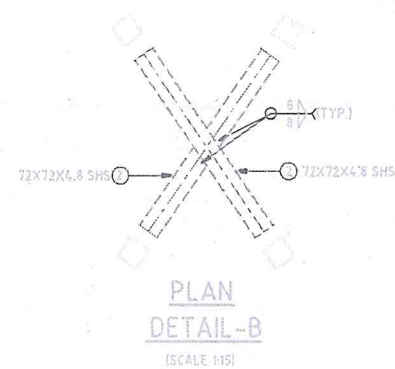 8
8 (TYP.)
72X72X4.8 SHS 2
2 72X72X4.8 SHS
PLAN
DETAIL-B
(SCALE 1:15)